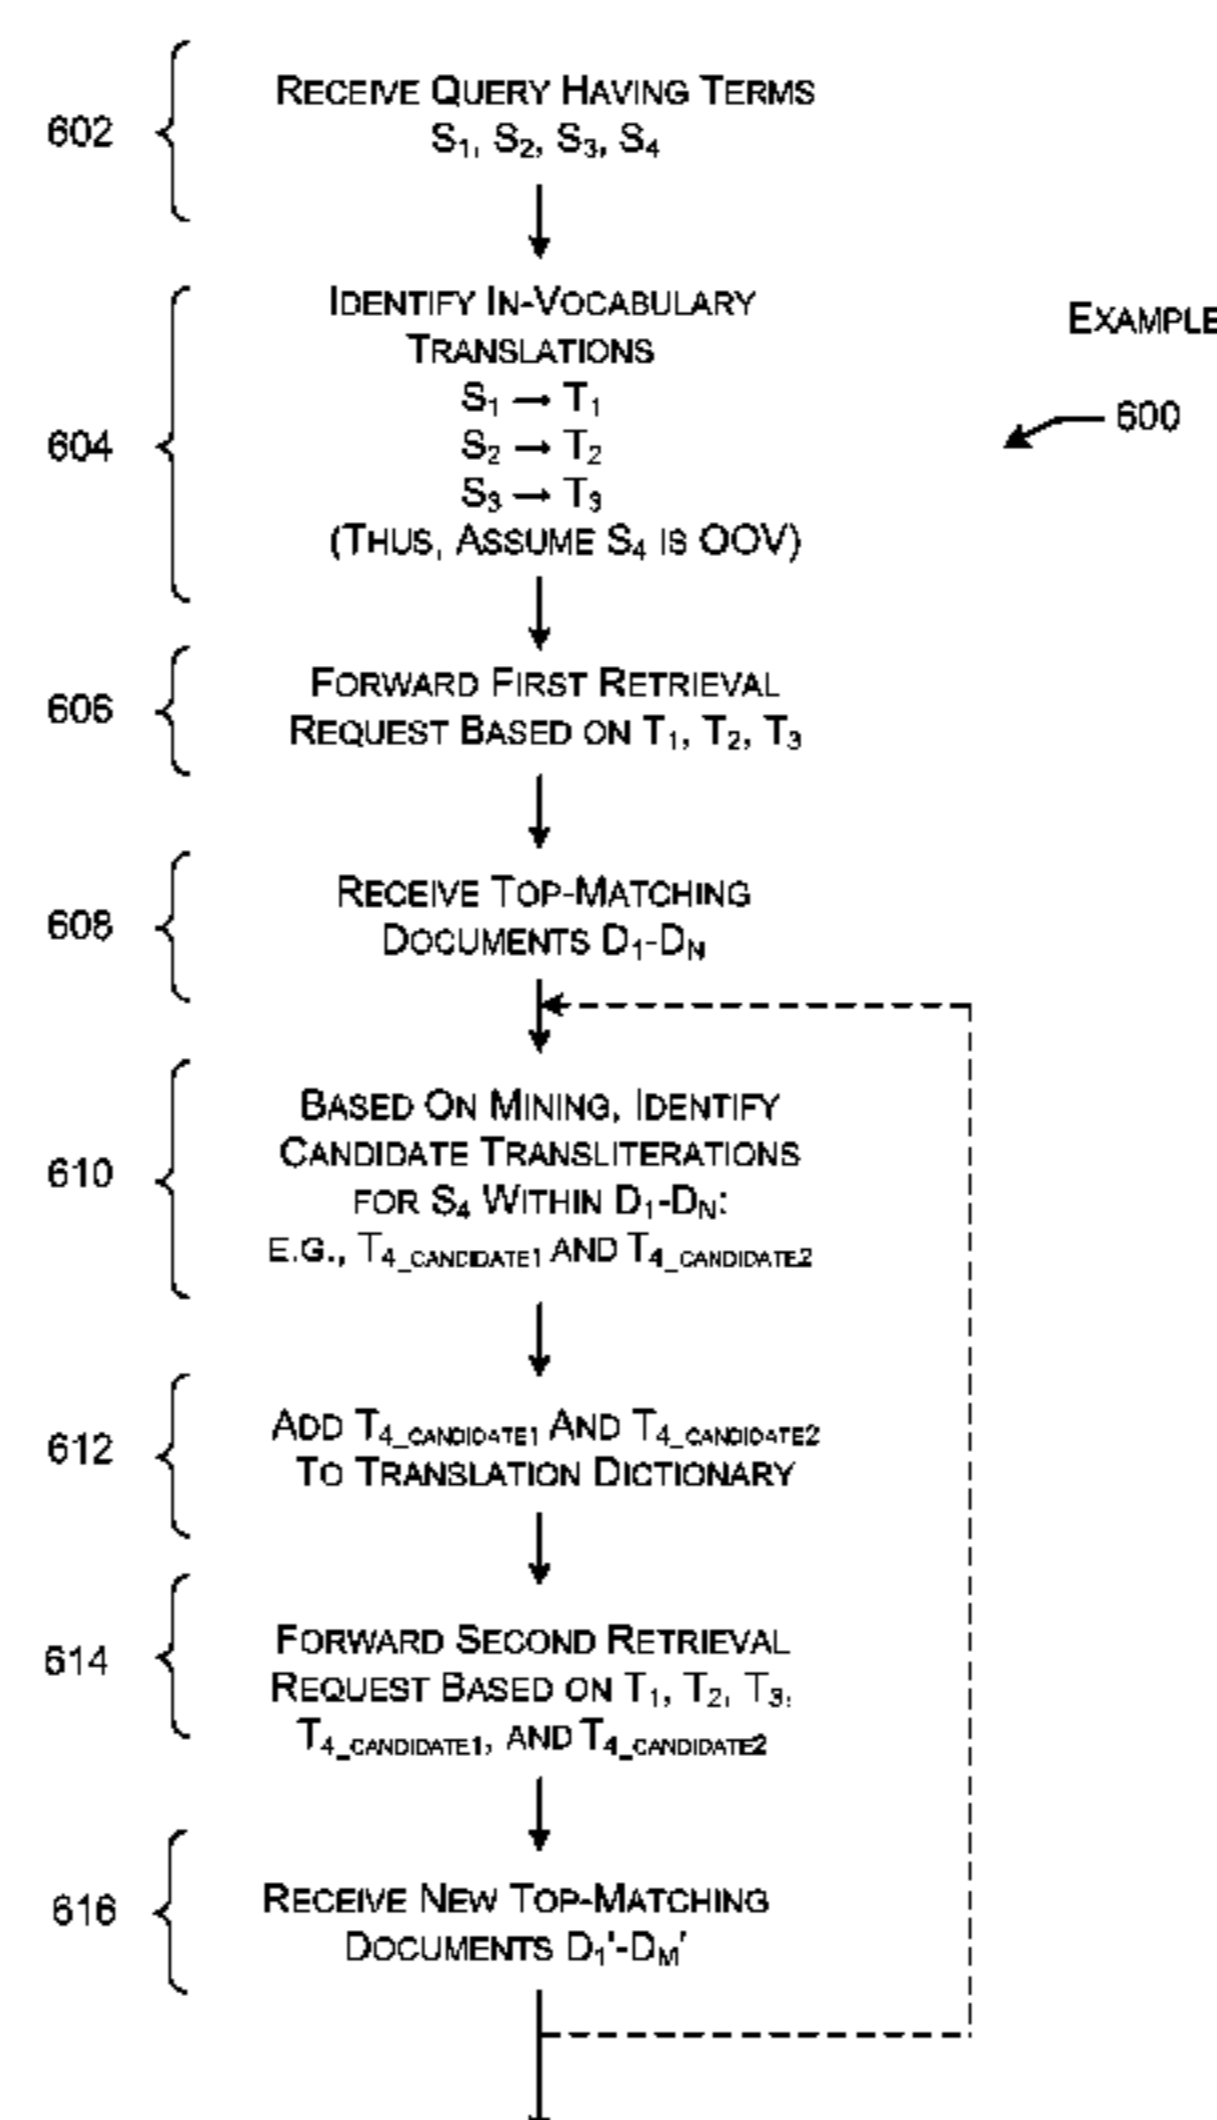 602
RECEIVE QUERY HAVING TERMS
S1, S2, S3, S4
604
IDENTIFY IN-VOCABULARY
TRANSLATIONS
S1 → T1
S2 → T2
S3 → T3
(THUS, ASSUME S4 IS OOV)
EXAMPLE
600
606
FORWARD FIRST RETRIEVAL
REQUEST BASED ON T1, T2, T3
608
RECEIVE TOP-MATCHING
DOCUMENTS D1-DN
610
BASED ON MINING, IDENTIFY
CANDIDATE TRANSLITERATIONS
FOR S4 WITHIN D1-DN:
E.G., T4_CANDIDATE1 AND T4_CANDIDATE2
612
ADD T4_CANDIDATE1 AND T4_CANDIDATE2
TO TRANSLATION DICTIONARY
614
FORWARD SECOND RETRIEVAL
REQUEST BASED ON T1, T2, T3,
T4_CANDIDATE1, AND T4_CANDIDATE2
616
RECEIVE NEW TOP-MATCHING
DOCUMENTS D1'-DM'